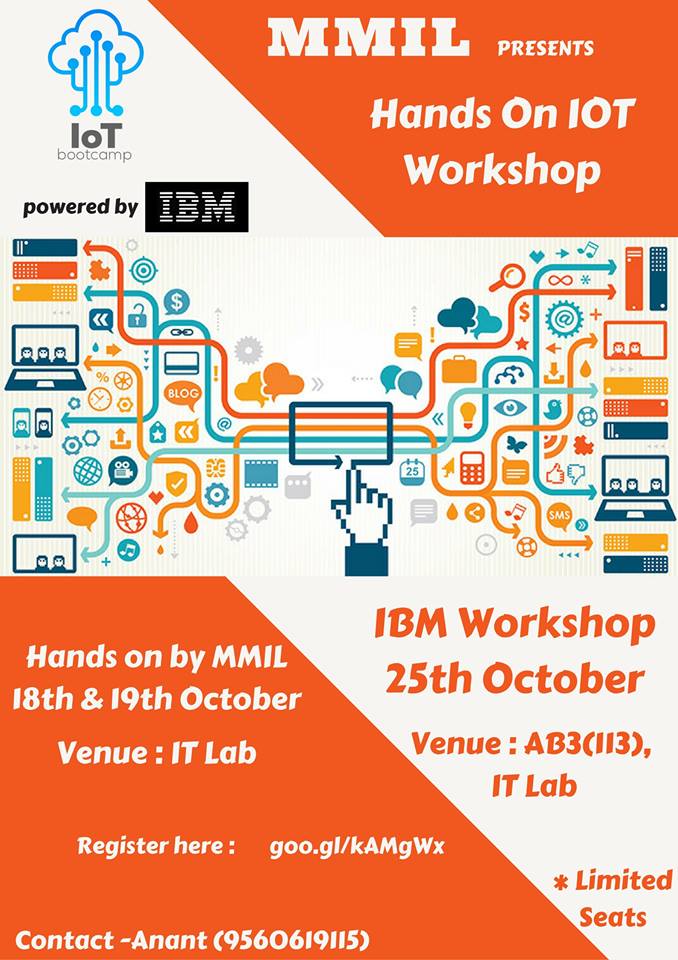 IoT
bootcamp
powered by IBM
MMIL PRESENTS
Hands On IOT
Workshop
$
%
BLOG
@
!
$
@
!
25
SMS
Hands on by MMIL
18th & 19th October
Venue : IT Lab
IBM Workshop
25th October
Venue : AB3(113),
IT Lab
Register here : goo.gl/kAMgWx
* Limited
Seats
Contact -Anant (9560619115)